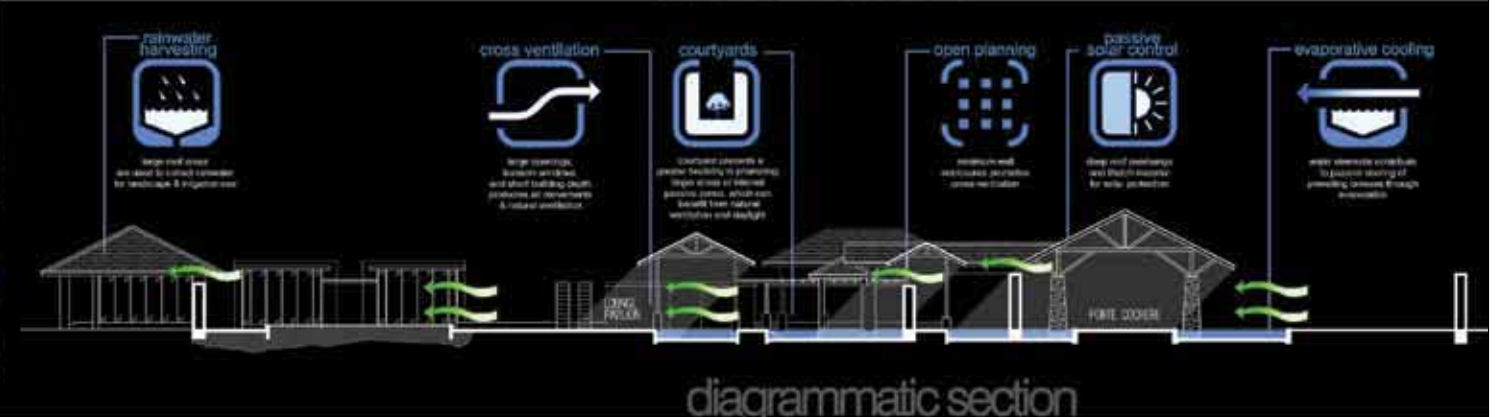 rainwater
harvesting
large roof areas
are used to collect rainwater
for landscape & irrigation use
cross ventilation
large openings,
windows
and short building depth
produces air movements
& natural ventilation
courtyards
courtyard presents a
greater flexibility in promoting
larger areas of internal
passive zones, which can
benefit from natural
ventilation and daylight
open planning
minimum wall
enclosures promotes
cross ventilation
passive
solar control
deep roof overhangs
and thatch material
for solar protection
evaporative cooling
water elements contribute
to passive cooling of
prevailing breezes through
evaporation
LOUNGE
PAVILION
PORTE COCHERE
diagrammatic section